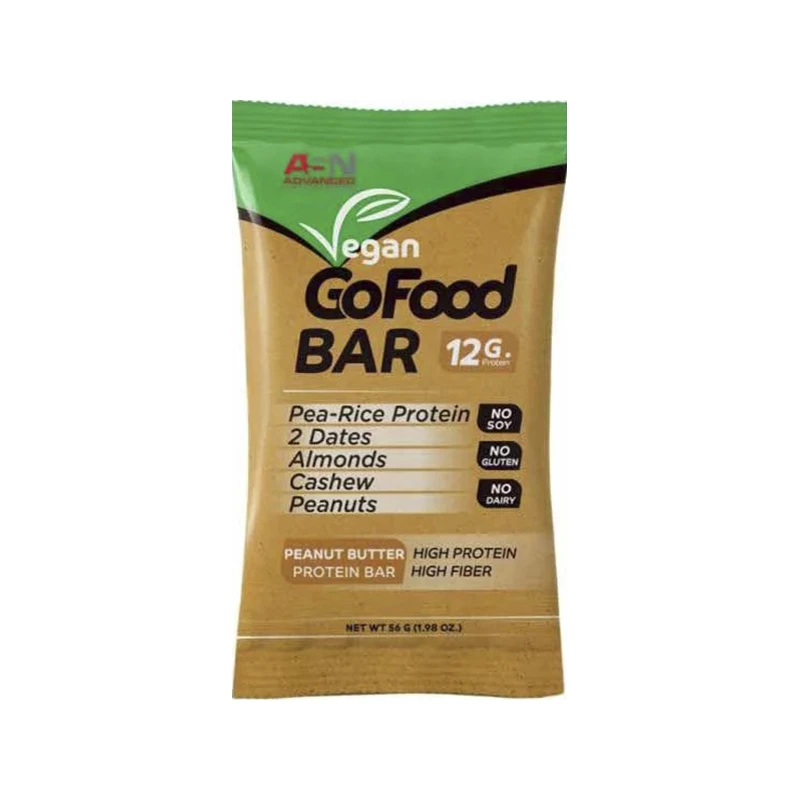 A-N
ADVANCED
Vegan
GoFood
BAR
12G.
Protein
Pea-Rice Protein
2 Dates
Almonds
Cashew
Peanuts
NO
SOY
NO
GLUTEN
NO
DAIRY
PEANUT BUTTER
PROTEIN BAR
HIGH PROTEIN
HIGH FIBER
NET WT 56 G (1.98 OZ.)